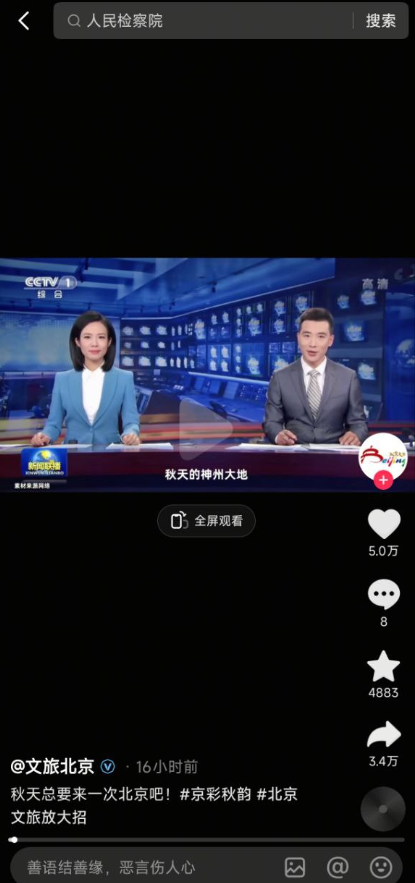 人民检察院
搜索
CCTV 1
综合
高清
新闻联播
素材来源网络
秋天的神州大地
Beijing
全屏观看
5.0万
8
4883
3.4万
@文旅北京 · 16小时前
秋天总要来一次北京吧！#京彩秋韵 #北京
文旅放大招
善语结善缘，恶言伤人心